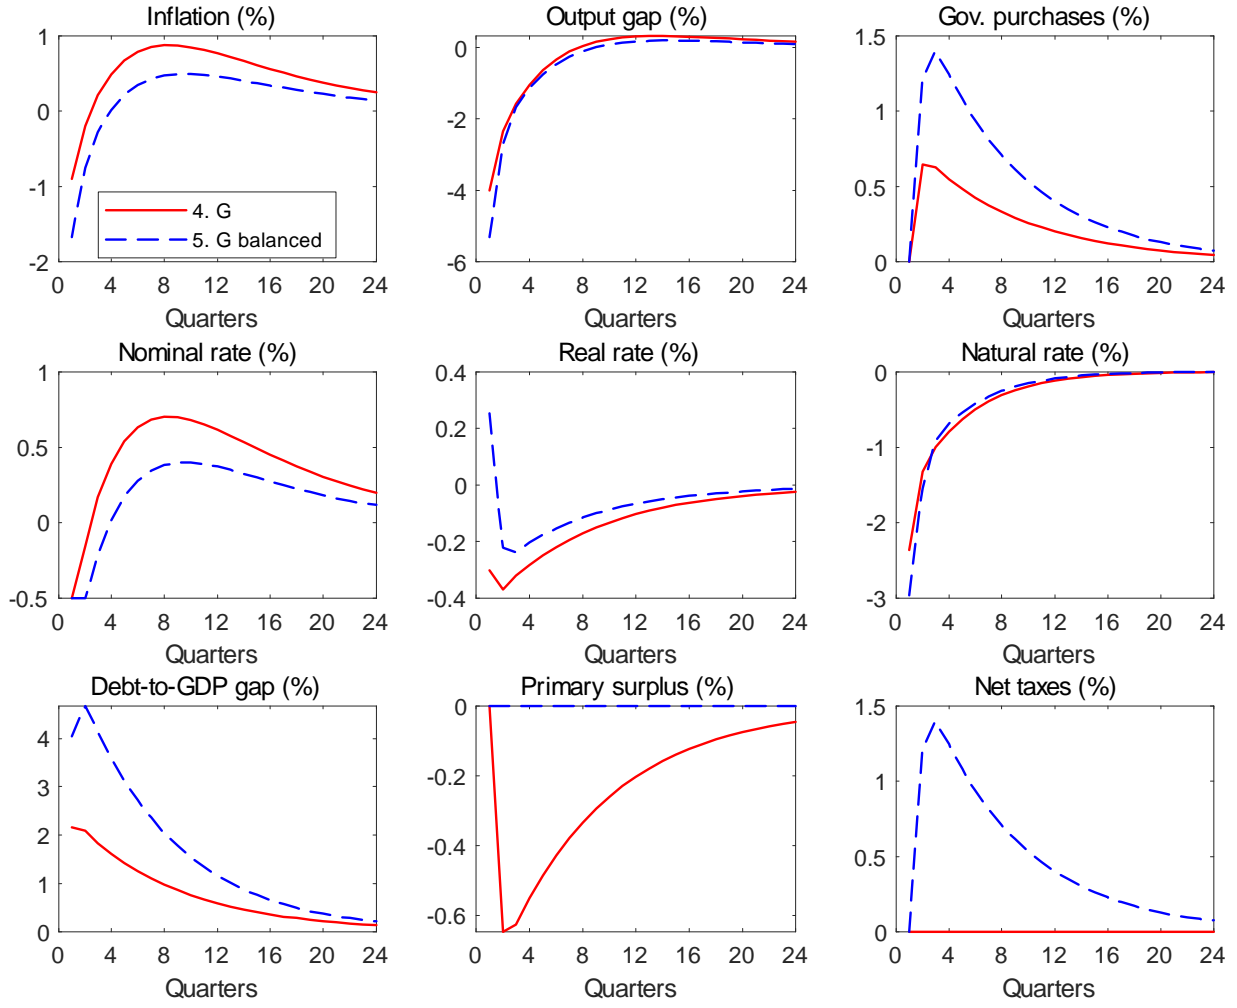 Inflation (%)
Output gap (%)
Gov. purchases (%)
1
0
-1
-2
4. G
5. G balanced
0 4 8 12 16 20 24
Quarters
0
-2
-4
-6
0 4 8 12 16 20 24
Quarters
1.5
1
0.5
0
0 4 8 12 16 20 24
Quarters
Nominal rate (%)
Real rate (%)
Natural rate (%)
1
0.5
0
-0.5
0 4 8 12 16 20 24
Quarters
0.4
0.2
0
-0.2
-0.4
0 4 8 12 16 20 24
Quarters
0
-1
-2
-3
0 4 8 12 16 20 24
Quarters
Debt-to-GDP gap (%)
Primary surplus (%)
Net taxes (%)
4
3
2
1
0
0 4 8 12 16 20 24
Quarters
0
-0.2
-0.4
-0.6
0 4 8 12 16 20 24
Quarters
1.5
1
0.5
0
0 4 8 12 16 20 24
Quarters